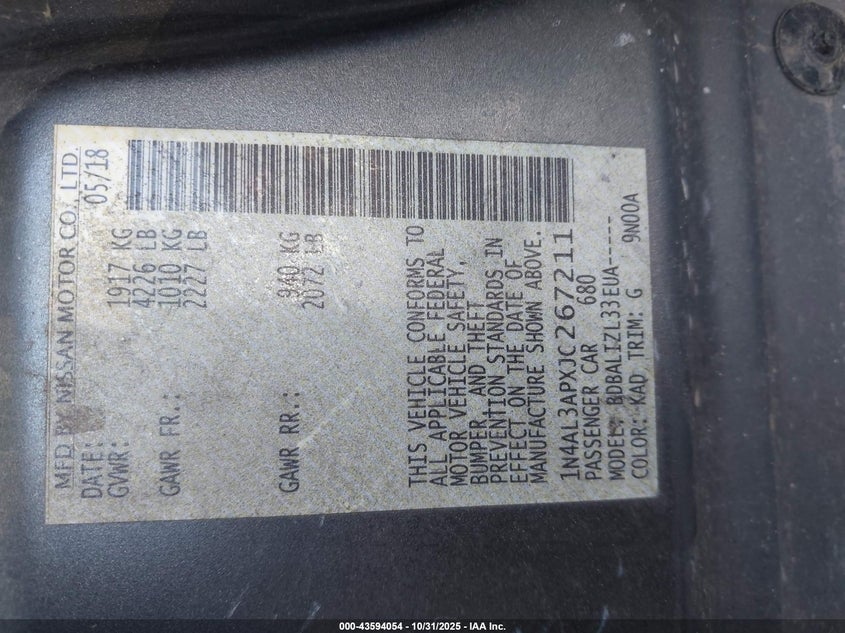 MFD BY NISSAN MOTOR CO., LTD.
DATE: 05/18
GVWR: 1917 KG
4226 LB
GAWR FR.: 1010 KG
2227 LB
GAWR RR.: 940 KG
2072 LB
THIS VEHICLE CONFORMS TO
ALL APPLICABLE FEDERAL
MOTOR VEHICLE SAFETY,
BUMPER AND THEFT
PREVENTION STANDARDS IN
EFFECT ON THE DATE OF
MANUFACTURE SHOWN ABOVE.
1N4AL3APXJC267211
PASSENGER CAR 680
MODEL: BDBALIZL33EUA-----
COLOR: KAD TRIM: G 9N00A
000-43594054 - 10/31/2025 - IAA Inc.